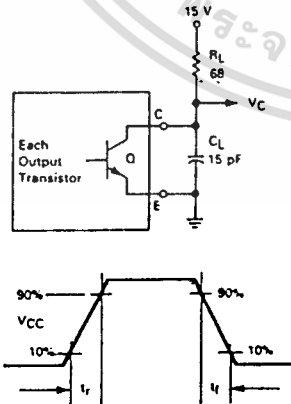 15 V
RL
68
VC
C
CL
15 pF
Each
Output
Transistor
Q
E
90%
90%
VCC
10%
10%
tr
tf